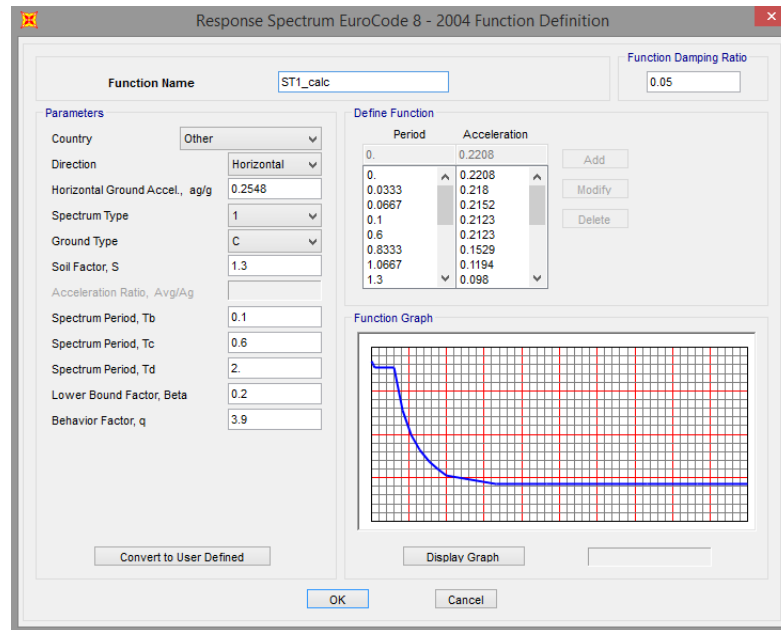 Response Spectrum EuroCode 8 - 2004 Function Definition
Function Name ST1_calc
Function Damping Ratio
0.05
Parameters
Country Other
Direction Horizontal
Horizontal Ground Accel., ag/g 0.2548
Spectrum Type 1
Ground Type C
Soil Factor, S 1.3
Acceleration Ratio, Avg/Ag
Spectrum Period, Tb 0.1
Spectrum Period, Tc 0.6
Spectrum Period, Td 2.
Lower Bound Factor, Beta 0.2
Behavior Factor, q 3.9
Convert to User Defined
Define Function
Period Acceleration
0. 0.2208
0. 0.2208
0.0333 0.218
0.0667 0.2152
0.1 0.2123
0.6 0.2123
0.8333 0.1529
1.0667 0.1194
1.3 0.098
Add
Modify
Delete
Function Graph
Display Graph
OK Cancel